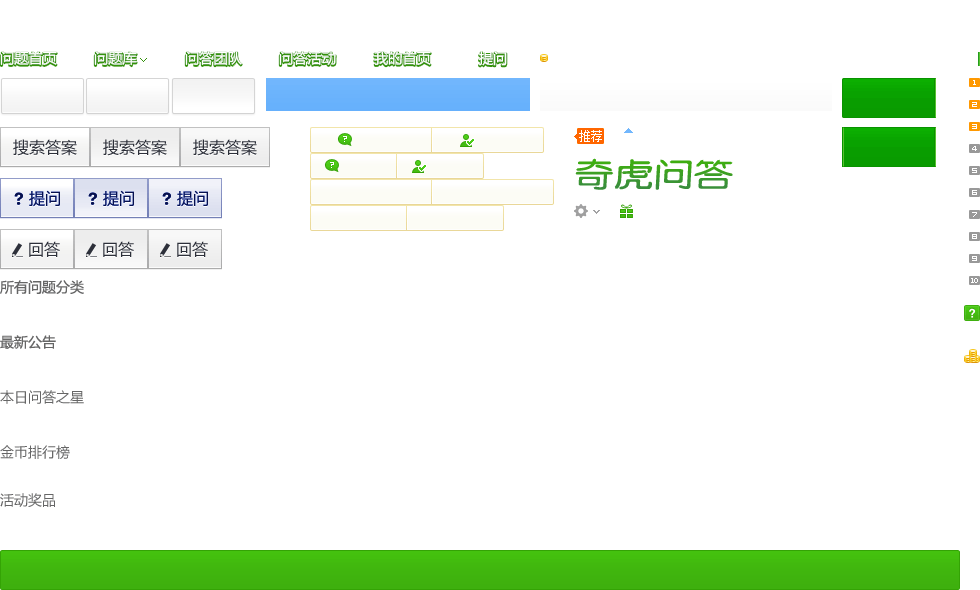 问题首页 问题库 问答团队 问答活动 我的首页 提问
1
2
推荐
3
搜索答案 搜索答案 搜索答案
4
5
奇虎问答
6
? 提问 ? 提问 ? 提问
7
8
回答 回答 回答
9
10
所有问题分类
?
最新公告
本日问答之星
金币排行榜
活动奖品